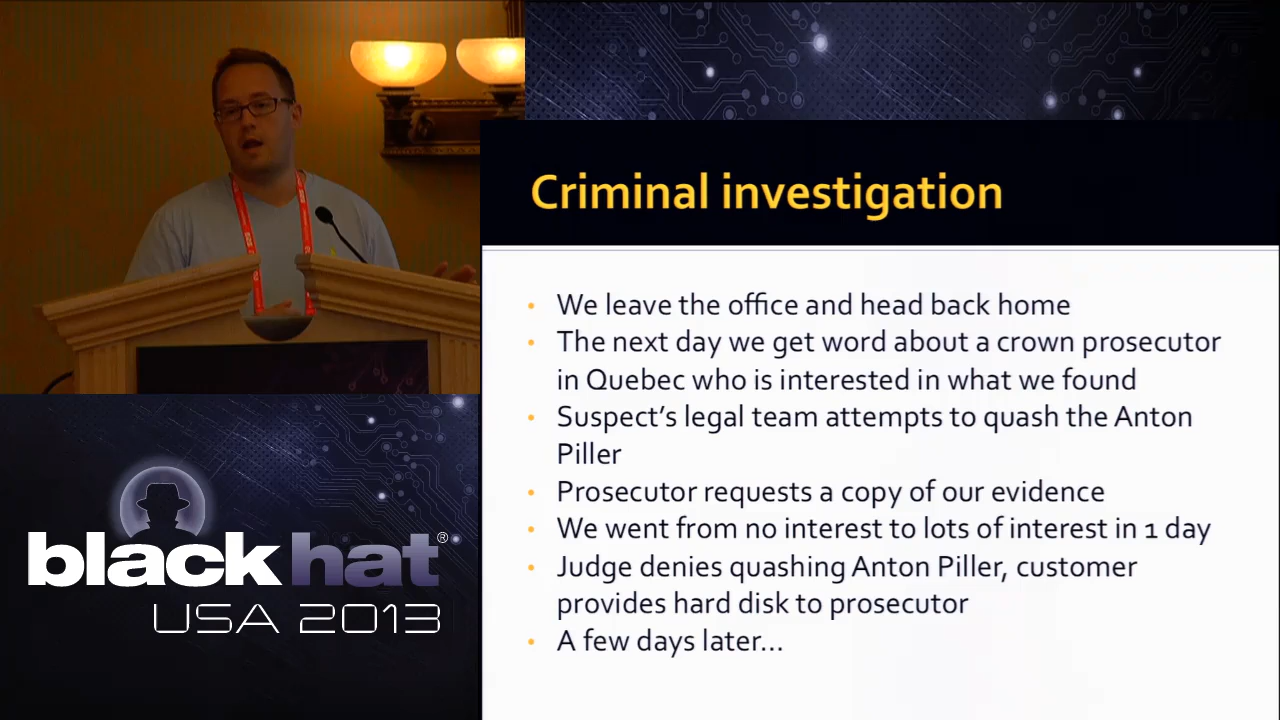 Criminal investigation
• We leave the office and head back home
• The next day we get word about a crown prosecutor
in Quebec who is interested in what we found
• Suspect's legal team attempts to quash the Anton
Piller
• Prosecutor requests a copy of our evidence
• We went from no interest to lots of interest in 1 day
• Judge denies quashing Anton Piller, customer
provides hard disk to prosecutor
• A few days later...
blackhat®
USA 2013